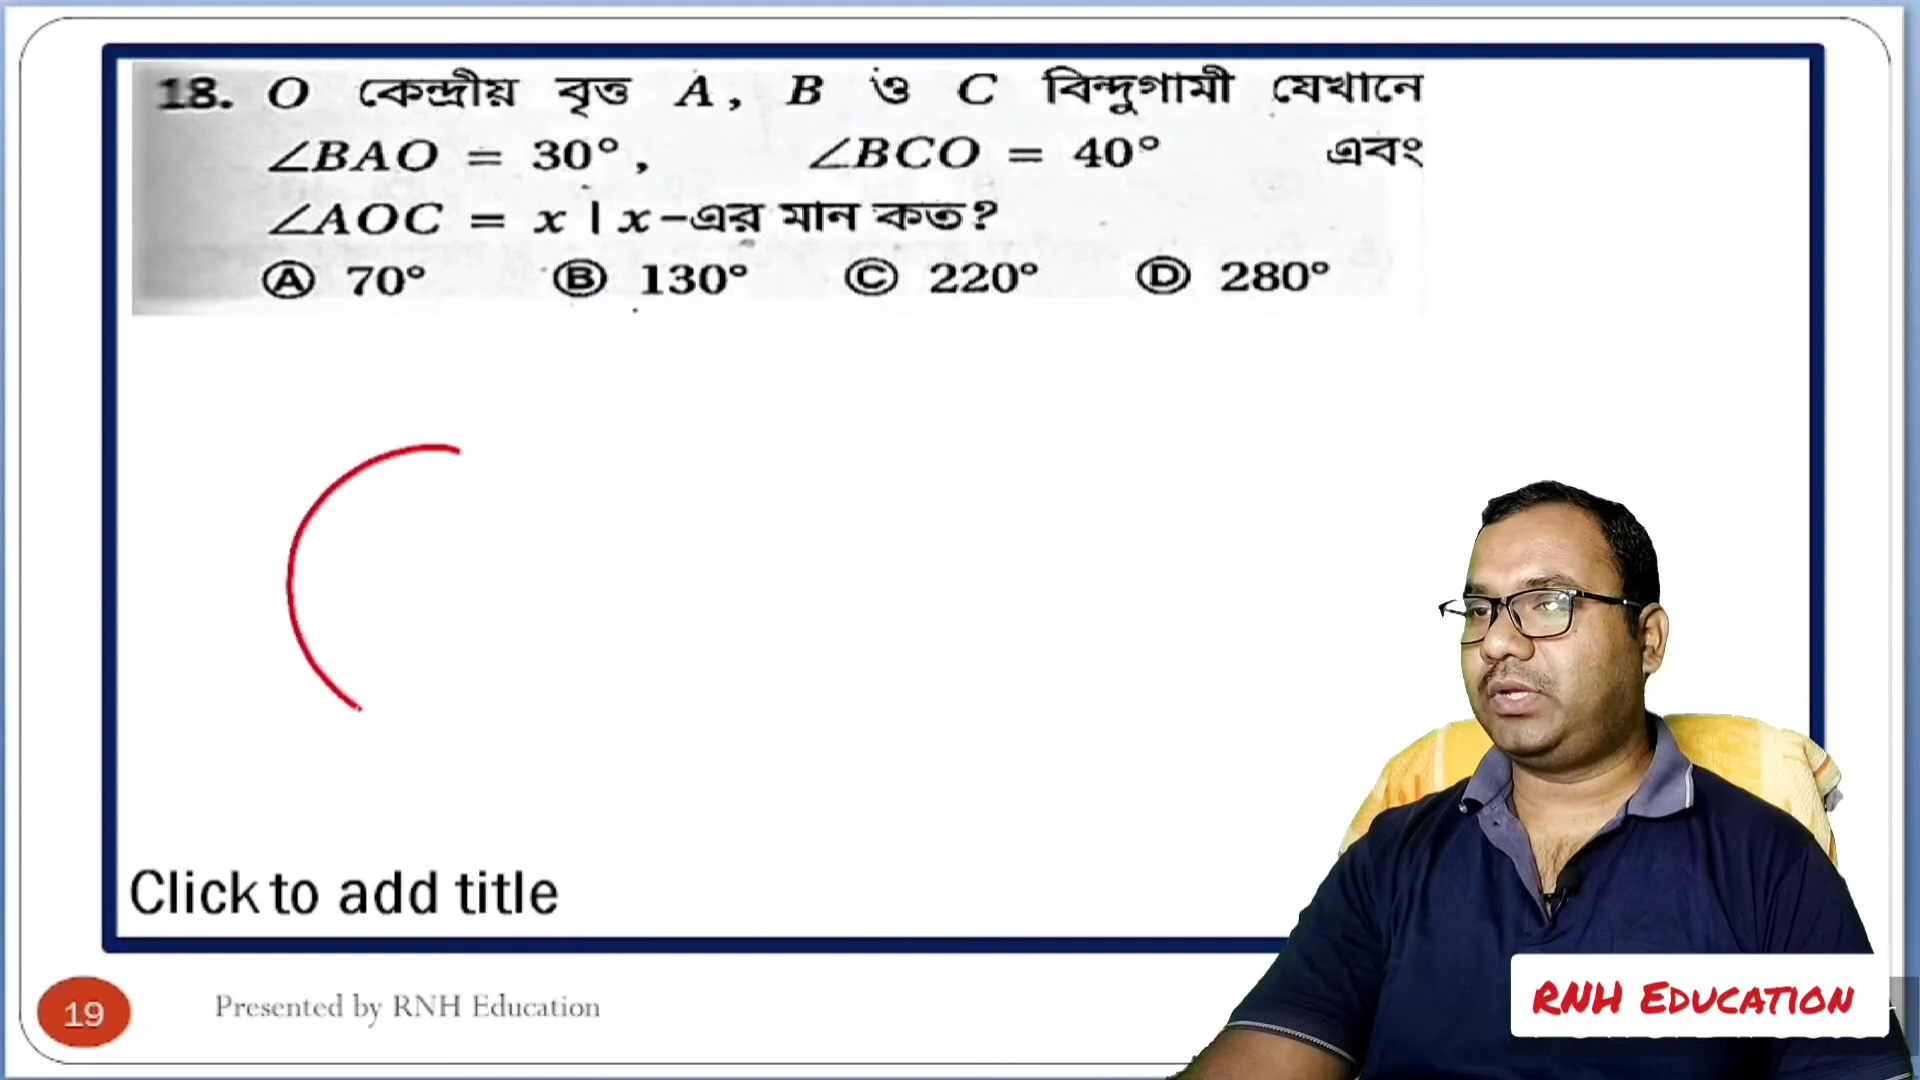 18. O কেন্দ্রীয় বৃত্ত A, B ও C বিন্দুগামী যেখানে
∠BAO = 30°, ∠BCO = 40° এবং
∠AOC = x । x-এর মান কত?
Ⓐ 70° Ⓑ 130° Ⓒ 220° Ⓓ 280°
Click to add title
19
Presented by RNH Education
RNH EDUCATION